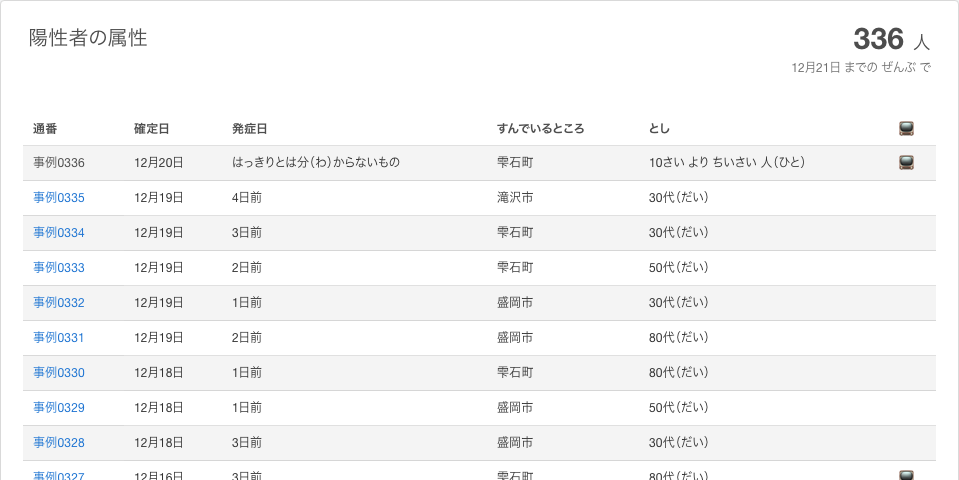 陽性者の属性
336 人
12月21日 までの ぜんぶ で
通番 確定日 発症日 すんでいるところ とし
事例0336 12月20日 はっきりとは分(わ)からないもの 雫石町 10さい より ちいさい 人(ひと)
事例0335 12月19日 4日前 滝沢市 30代(だい)
事例0334 12月19日 3日前 雫石町 30代(だい)
事例0333 12月19日 2日前 雫石町 50代(だい)
事例0332 12月19日 1日前 盛岡市 30代(だい)
事例0331 12月19日 2日前 盛岡市 80代(だい)
事例0330 12月18日 1日前 雫石町 80代(だい)
事例0329 12月18日 1日前 盛岡市 50代(だい)
事例0328 12月18日 3日前 盛岡市 30代(だい)
事例0327 12月16日 3日前 雫石町 80代(だい)